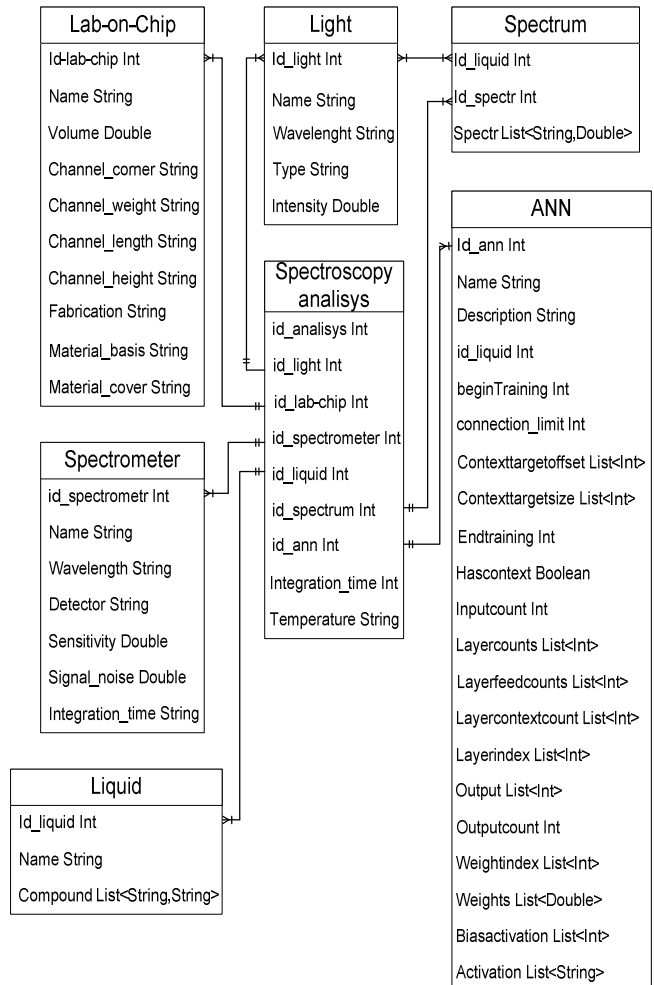 Lab-on-Chip
Id-lab-chip Int
Name String
Volume Double
Channel_corner String
Channel_weight String
Channel_length String
Channel_height String
Fabrication String
Material_basis String
Material_cover String
Light
Id_light Int
Name String
Wavelenght String
Type String
Intensity Double
Spectrum
Id_liquid Int
Id_spectr Int
Spectr List<String,Double>
Spectroscopy
analisys
id_analisys Int
id_light Int
id_lab-chip Int
id_spectrometer Int
id_liquid Int
id_spectrum Int
id_ann Int
Integration_time Int
Temperature String
ANN
Id_ann Int
Name String
Description String
id_liquid Int
beginTraining Int
connection_limit Int
Contexttargetoffset List<Int>
Contexttargetsize List<Int>
Endtraining Int
Hascontext Boolean
Inputcount Int
Layercounts List<Int>
Layerfeedcounts List<Int>
Layercontextcount List<Int>
Layerindex List<Int>
Output List<Int>
Outputcount Int
Weightindex List<Int>
Weights List<Double>
Biasactivation List<Int>
Activation List<String>
Spectrometer
id_spectrometr Int
Name String
Wavelength String
Detector String
Sensitivity Double
Signal_noise Double
Integration_time String
Liquid
Id_liquid Int
Name String
Compound List<String,String>